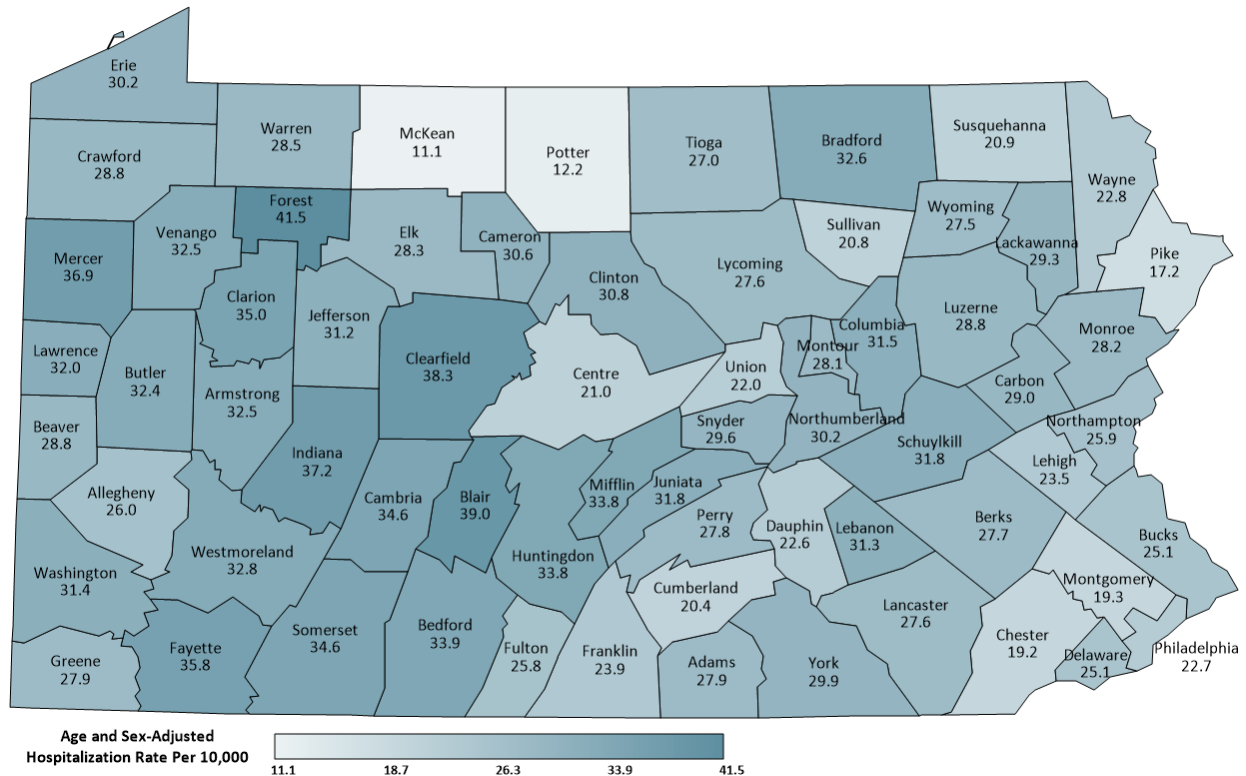 Erie
30.2
Warren
28.5
McKean
11.1
Potter
12.2
Tioga
27.0
Bradford
32.6
Susquehanna
20.9
Crawford
28.8
Wayne
22.8
Forest
41.5
Venango
32.5
Elk
28.3
Cameron
30.6
Sullivan
20.8
Wyoming
27.5
Lackawanna
29.3
Pike
17.2
Mercer
36.9
Clinton
30.8
Lycoming
27.6
Clarion
35.0
Jefferson
31.2
Columbia
31.5
Luzerne
28.8
Monroe
28.2
Lawrence
32.0
Butler
32.4
Clearfield
38.3
Centre
21.0
Union
22.0
Montour
28.1
Carbon
29.0
Armstrong
32.5
Beaver
28.8
Snyder
29.6
Northumberland
30.2
Schuylkill
31.8
Northampton
25.9
Indiana
37.2
Lehigh
23.5
Allegheny
26.0
Cambria
34.6
Blair
39.0
Mifflin
33.8
Juniata
31.8
Perry
27.8
Dauphin
22.6
Lebanon
31.3
Berks
27.7
Bucks
25.1
Westmoreland
32.8
Huntingdon
33.8
Washington
31.4
Cumberland
20.4
Montgomery
19.3
Lancaster
27.6
Somerset
34.6
Bedford
33.9
Fayette
35.8
Fulton
25.8
Franklin
23.9
Chester
19.2
Greene
27.9
Adams
27.9
York
29.9
Delaware
25.1
Philadelphia
22.7
Age and Sex-Adjusted
Hospitalization Rate Per 10,000
11.1 18.7 26.3 33.9 41.5